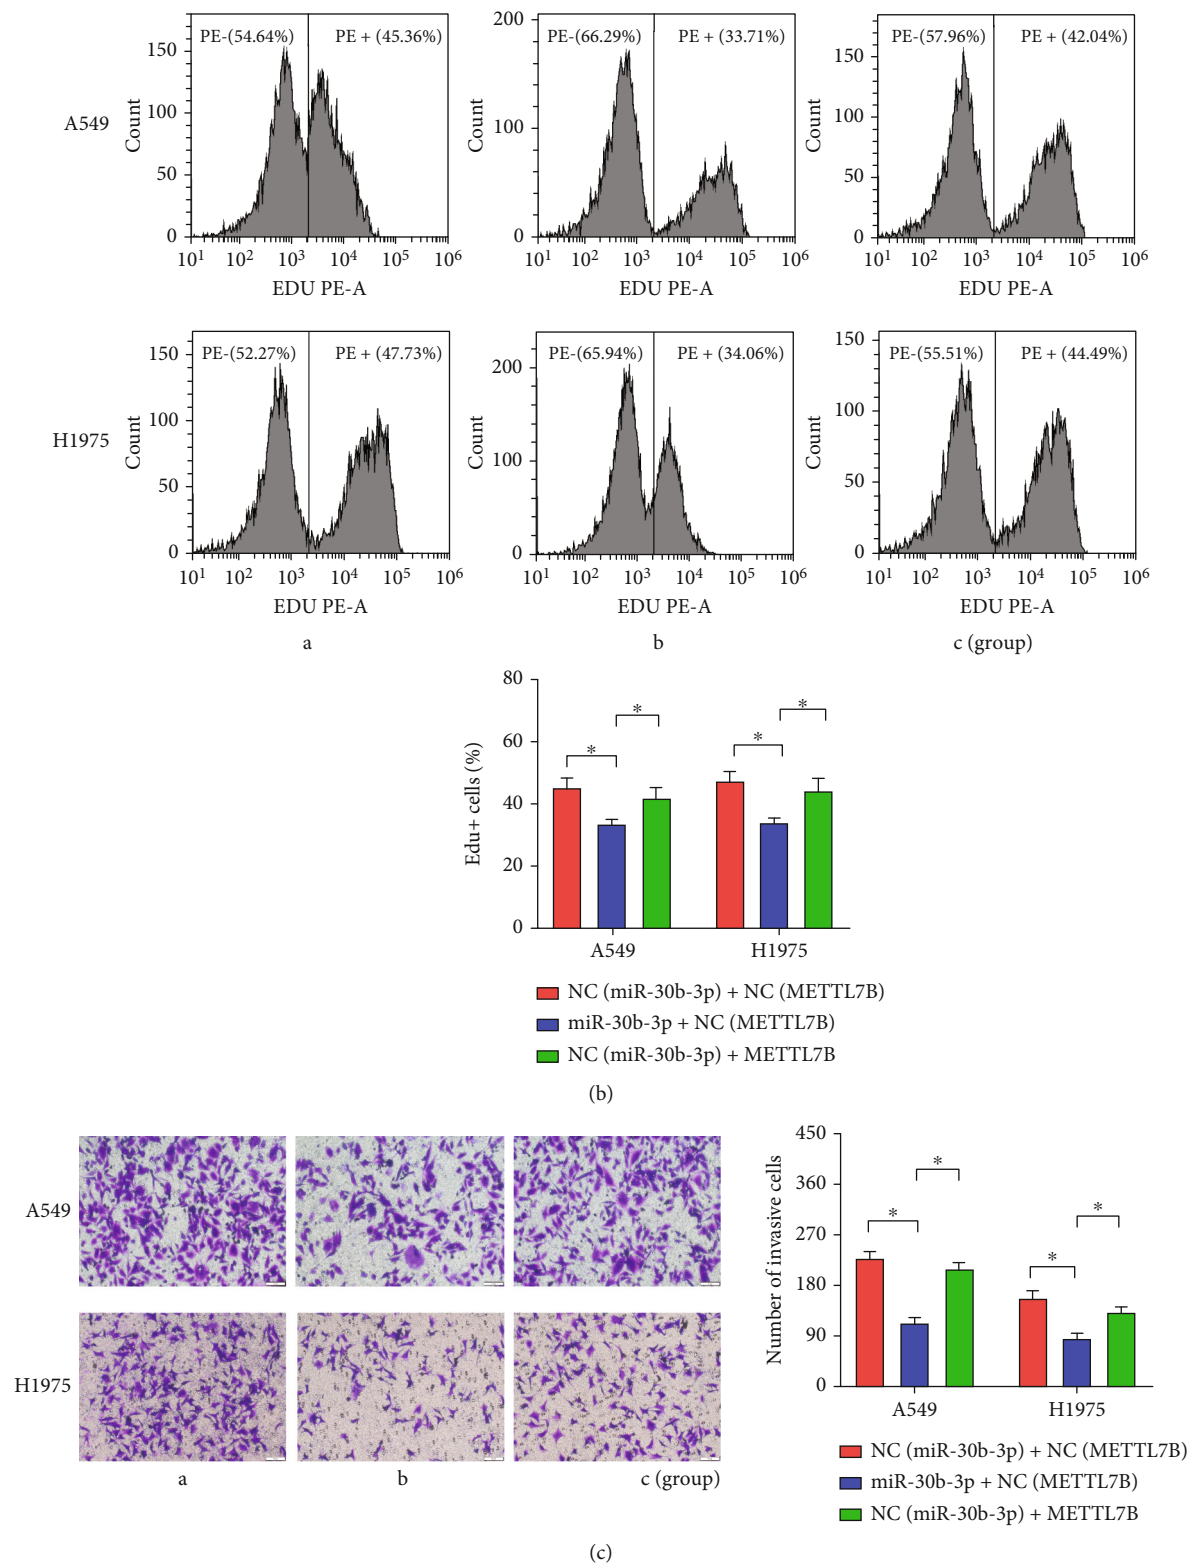 PE-(54.64%) PE + (45.36%)
150
100
50
0
Count
A549
10¹ 10² 10³ 10⁴ 10⁵ 10⁶
EDU PE-A
PE-(66.29%) PE + (33.71%)
200
100
0
Count
10¹ 10² 10³ 10⁴ 10⁵ 10⁶
EDU PE-A
PE-(57.96%) PE + (42.04%)
150
100
50
0
Count
10¹ 10² 10³ 10⁴ 10⁵ 10⁶
EDU PE-A
PE-(52.27%) PE + (47.73%)
150
100
50
0
Count
H1975
10¹ 10² 10³ 10⁴ 10⁵ 10⁶
EDU PE-A
a
PE-(65.94%) PE + (34.06%)
200
100
200
Count
10¹ 10² 10³ 10⁴ 10⁵ 10⁶
EDU PE-A
b
PE-(55.51%) PE + (44.49%)
150
100
50
0
Count
10¹ 10² 10³ 10⁴ 10⁵ 10⁶
EDU PE-A
c (group)
80
60
40
20
0
Edu+ cells (%)
* * * *
A549 H1975
NC (miR-30b-3p) + NC (METTL7B)
miR-30b-3p + NC (METTL7B)
NC (miR-30b-3p) + METTL7B
(b)
A549
H1975
a b c (group)
450
360
270
180
90
0
Number of invasive cells
* * * *
A549 H1975
NC (miR-30b-3p) + NC (METTL7B)
miR-30b-3p + NC (METTL7B)
NC (miR-30b-3p) + METTL7B
(c)